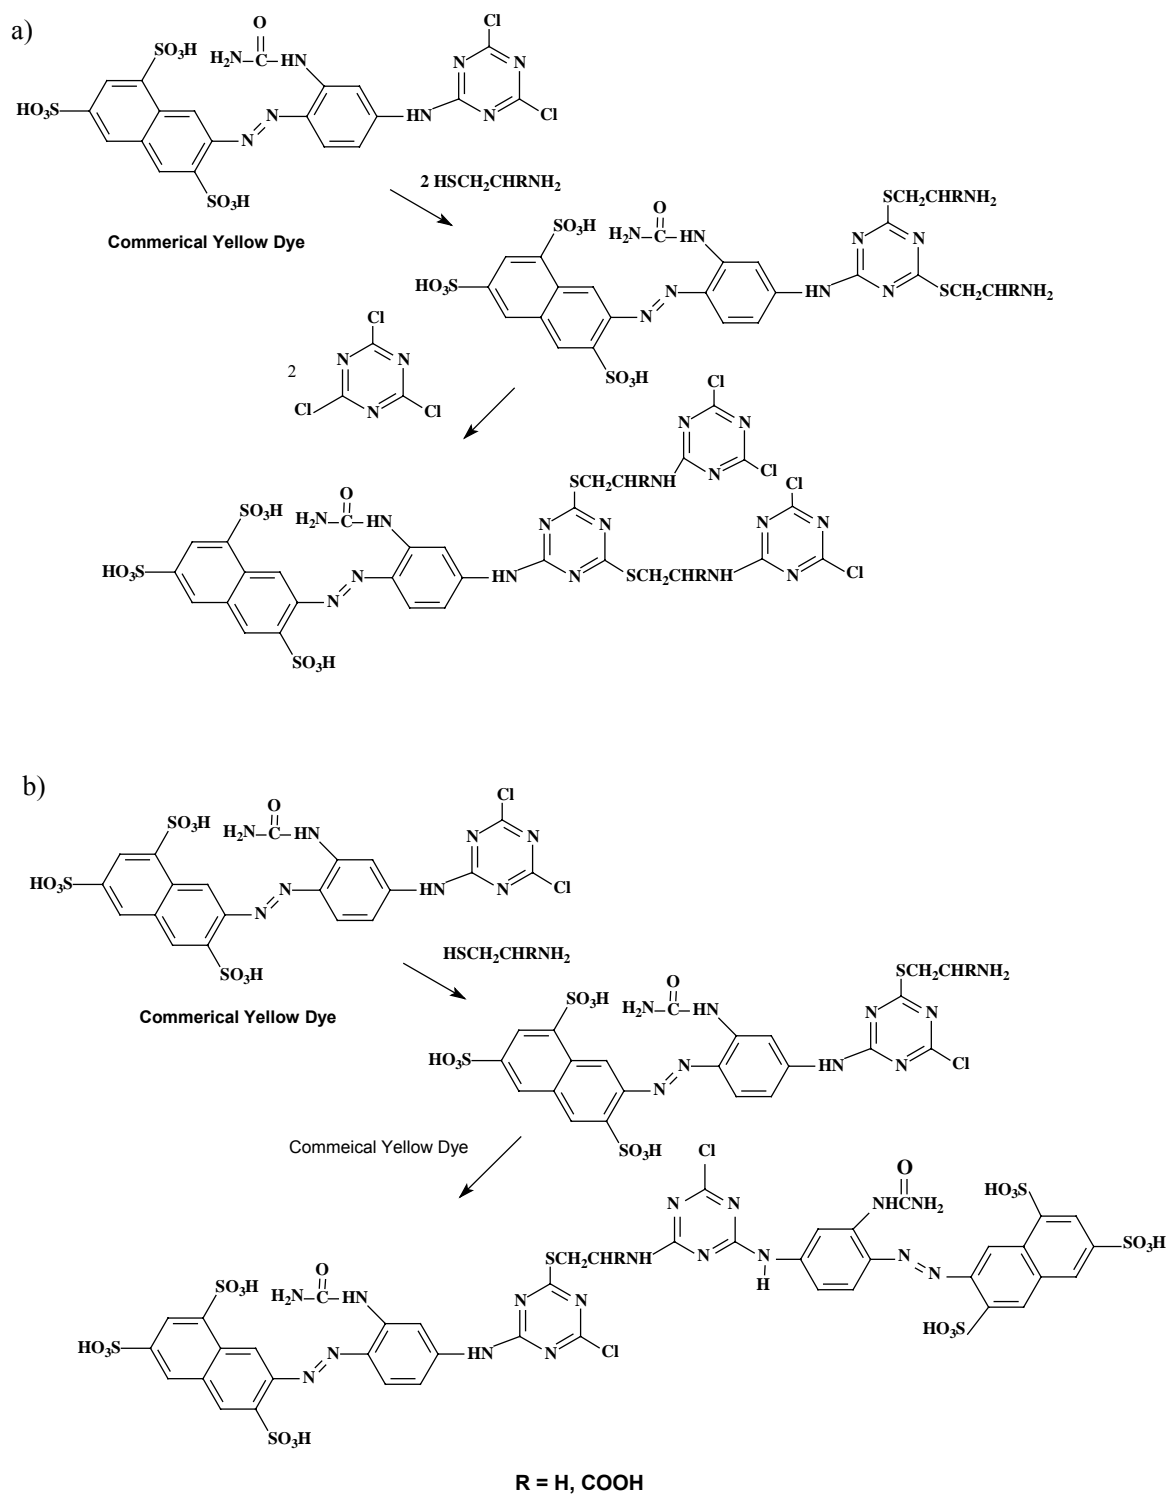 a)
Cl
O
SO3H
H2N–C–HN
N
N
HO3S
Cl
HN
N
N
N
SO3H
2 HSCH2CHRNH2
Commerical Yellow Dye
SCH2CHRNH2
O
SO3H
H2N–C–HN
N
N
HO3S
N
N
HN
N
SCH2CHRNH2
SO3H
2
Cl
N
N
Cl
N
Cl
Cl
N
N
N
Cl
SCH2CHRNH
Cl
O
SO3H
H2N–C–HN
N
N
N
N
HO3S
N
N
HN
N
SCH2CHRNH
N
Cl
SO3H
b)
Cl
O
SO3H
H2N–C–HN
N
N
HO3S
N
N
HN
N
Cl
SO3H
HSCH2CHRNH2
Commerical Yellow Dye
SCH2CHRNH2
O
SO3H
H2N–C–HN
N
N
HO3S
N
N
HN
N
Cl
SO3H
Commeical Yellow Dye
Cl
O
N
N
NHCNH2
HO3S
SCH2CHRNH
N
N
H
N
N
SO3H
HO3S
O
SO3H
H2N–C–HN
N
N
HO3S
N
N
HN
N
Cl
SO3H
R = H, COOH